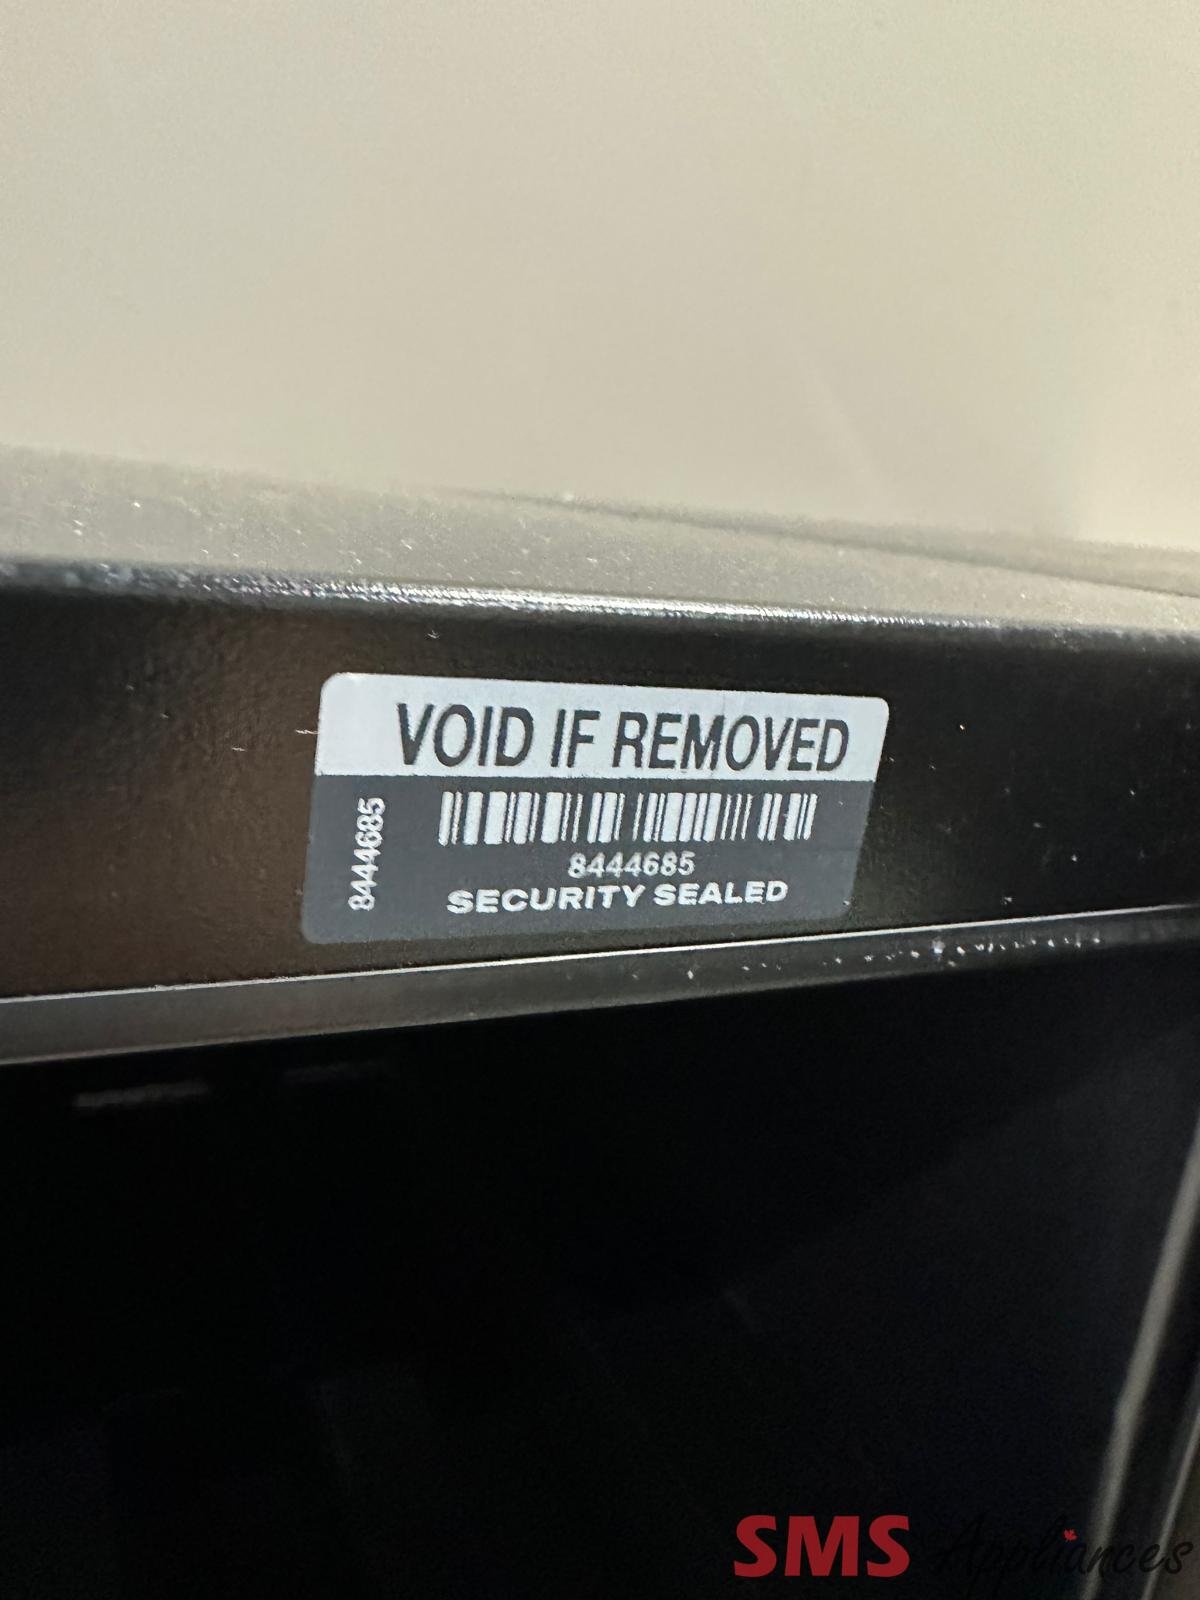 VOID IF REMOVED
8444685
8444685
SECURITY SEALED
SMS Appliances